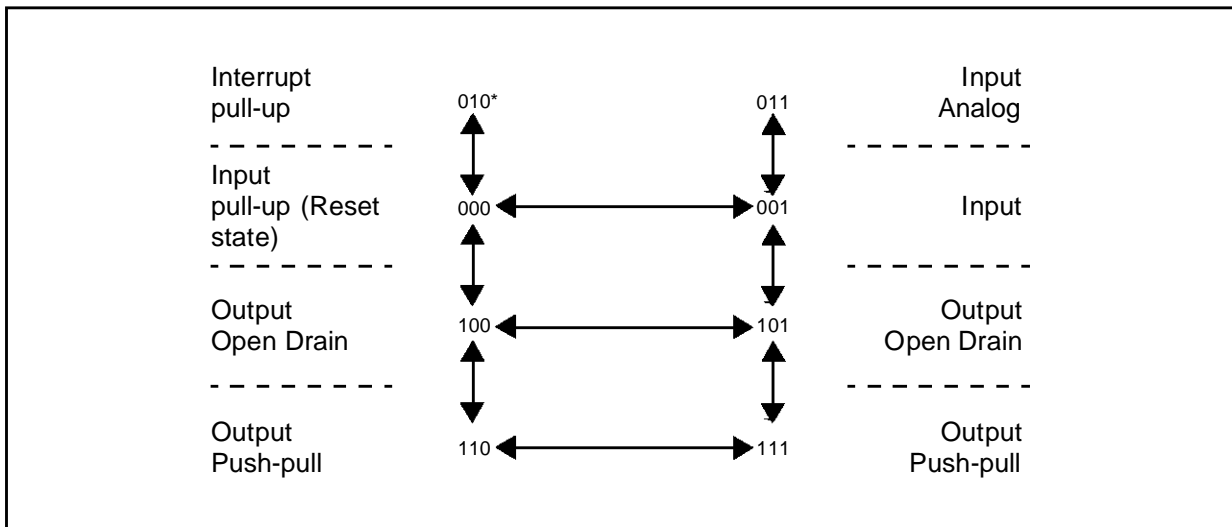 Interrupt
pull-up
010*
011
Input
Analog
Input
pull-up (Reset
state)
000
001
Input
Output
Open Drain
100
101
Output
Open Drain
Output
Push-pull
110
111
Output
Push-pull